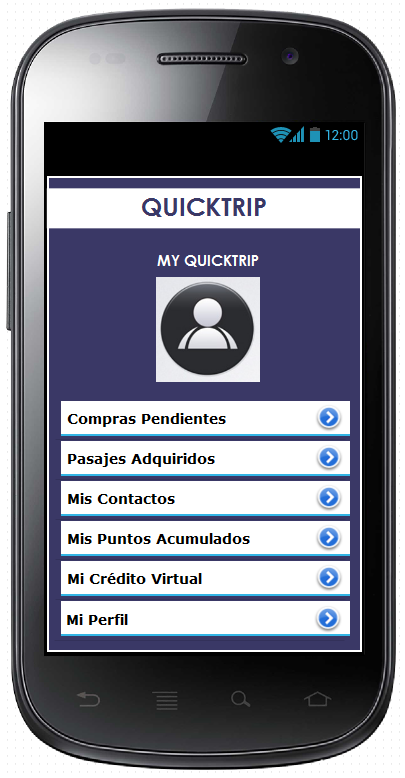 12:00
QUICKTRIP
MY QUICKTRIP
Compras Pendientes
Pasajes Adquiridos
Mis Contactos
Mis Puntos Acumulados
Mi Crédito Virtual
Mi Perfil